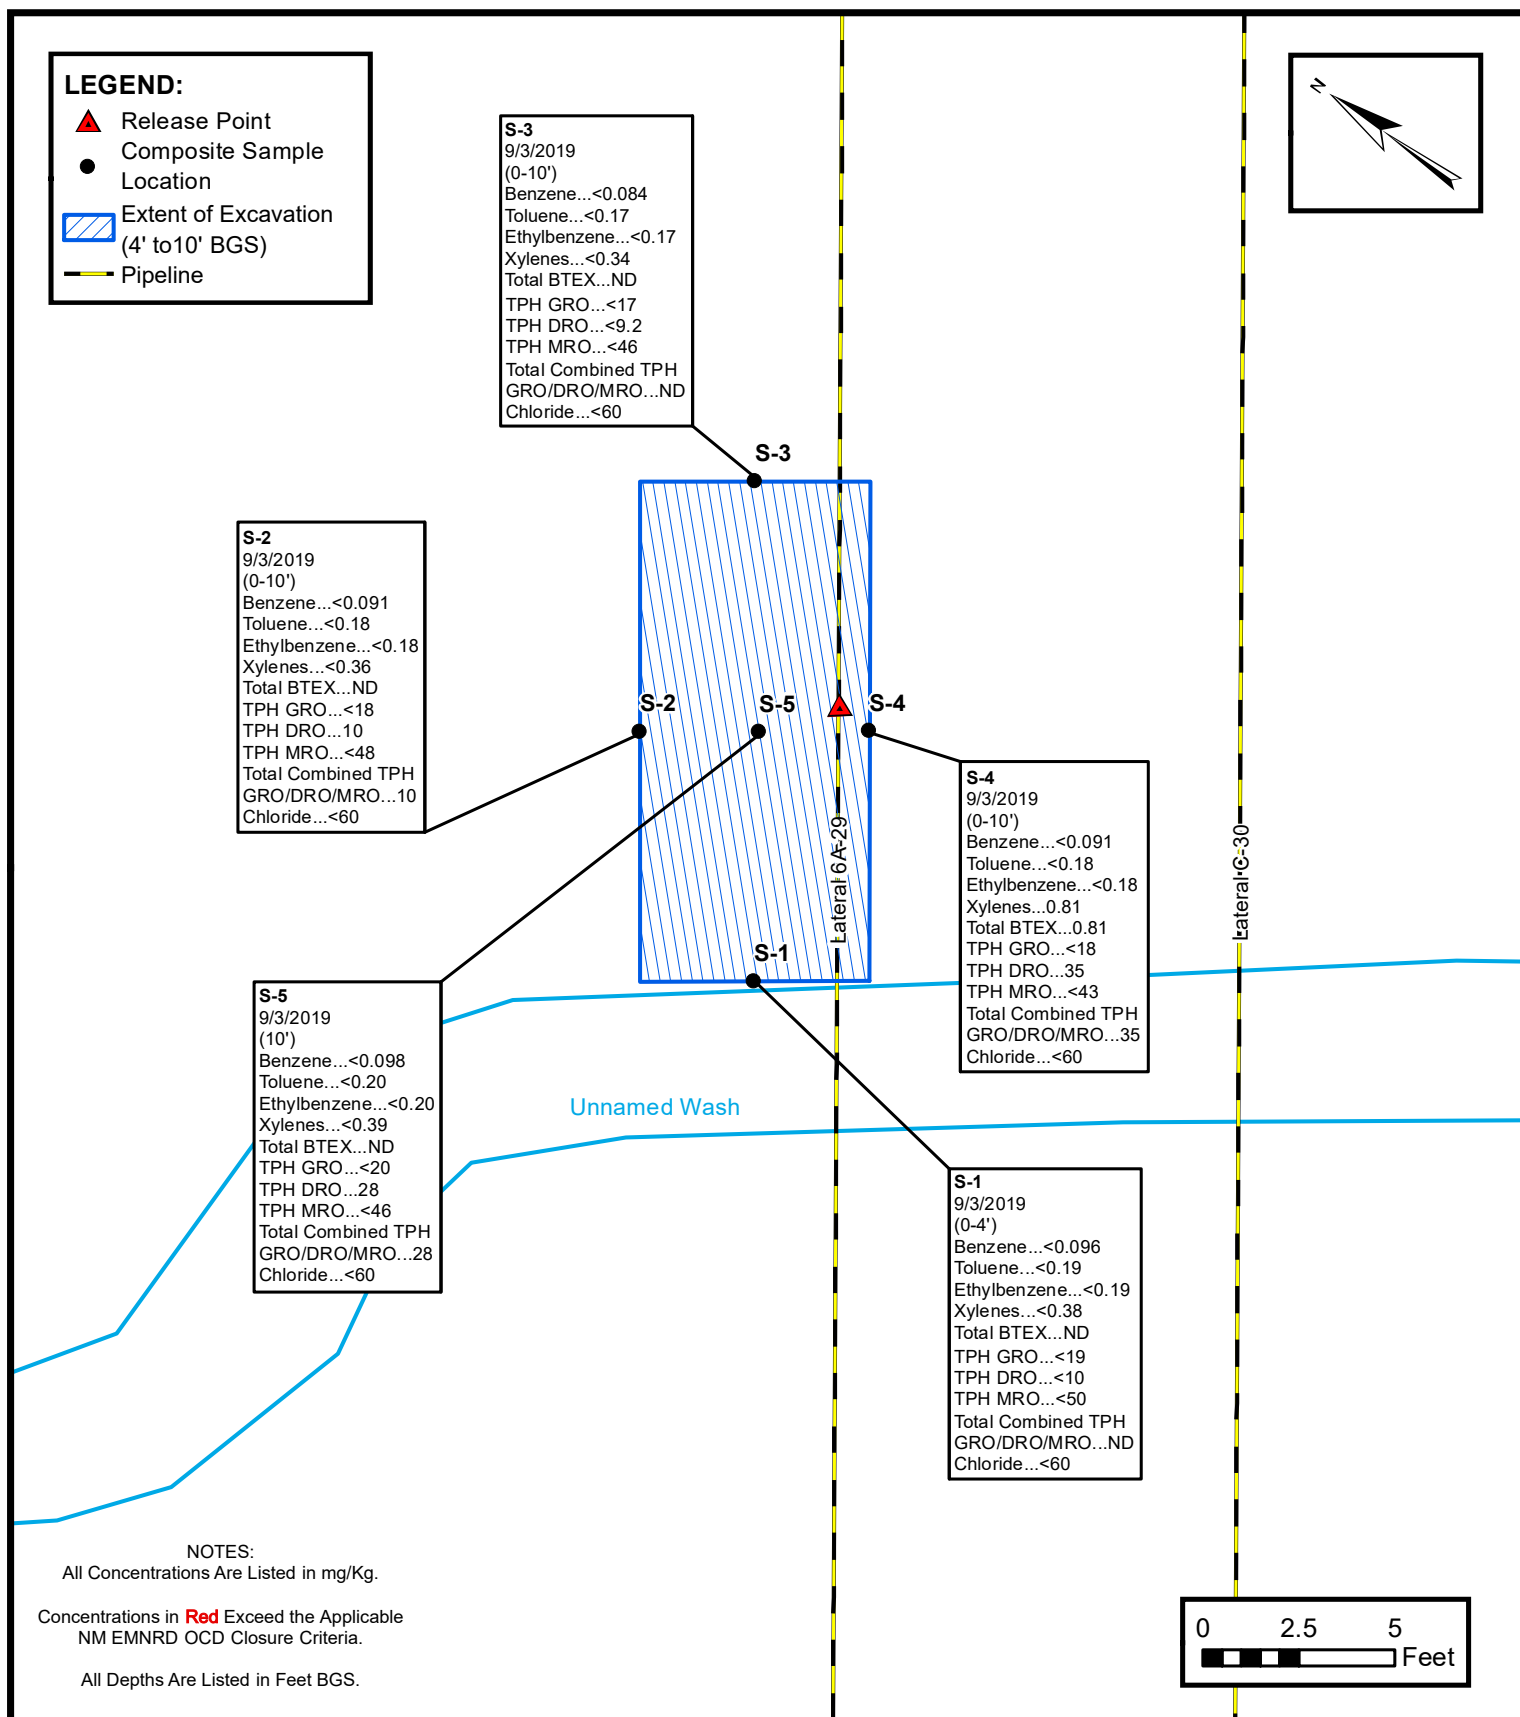 LEGEND:
Release Point
Composite Sample
Location
Extent of Excavation
(4' to10' BGS)
Pipeline
N
S-3
9/3/2019
(0-10')
Benzene...<0.084
Toluene...<0.17
Ethylbenzene...<0.17
Xylenes...<0.34
Total BTEX...ND
TPH GRO...<17
TPH DRO...<9.2
TPH MRO...<46
Total Combined TPH
GRO/DRO/MRO...ND
Chloride...<60
S-3
S-2
9/3/2019
(0-10')
Benzene...<0.091
Toluene...<0.18
Ethylbenzene...<0.18
Xylenes...<0.36
Total BTEX...ND
TPH GRO...<18
TPH DRO...10
TPH MRO...<48
Total Combined TPH
GRO/DRO/MRO...10
Chloride...<60
S-2
S-5
S-4
S-4
9/3/2019
(0-10')
Benzene...<0.091
Toluene...<0.18
Ethylbenzene...<0.18
Xylenes...0.81
Total BTEX...0.81
TPH GRO...<18
TPH DRO...35
TPH MRO...<43
Total Combined TPH
GRO/DRO/MRO...35
Chloride...<60
Lateral 6A-29
Lateral C-30
S-1
S-5
9/3/2019
(10')
Benzene...<0.098
Toluene...<0.20
Ethylbenzene...<0.20
Xylenes...<0.39
Total BTEX...ND
TPH GRO...<20
TPH DRO...28
TPH MRO...<46
Total Combined TPH
GRO/DRO/MRO...28
Chloride...<60
Unnamed Wash
S-1
9/3/2019
(0-4')
Benzene...<0.096
Toluene...<0.19
Ethylbenzene...<0.19
Xylenes...<0.38
Total BTEX...ND
TPH GRO...<19
TPH DRO...<10
TPH MRO...<50
Total Combined TPH
GRO/DRO/MRO...ND
Chloride...<60
NOTES:
All Concentrations Are Listed in mg/Kg.
Concentrations in Red Exceed the Applicable
NM EMNRD OCD Closure Criteria.
All Depths Are Listed in Feet BGS.
0 2.5 5
Feet